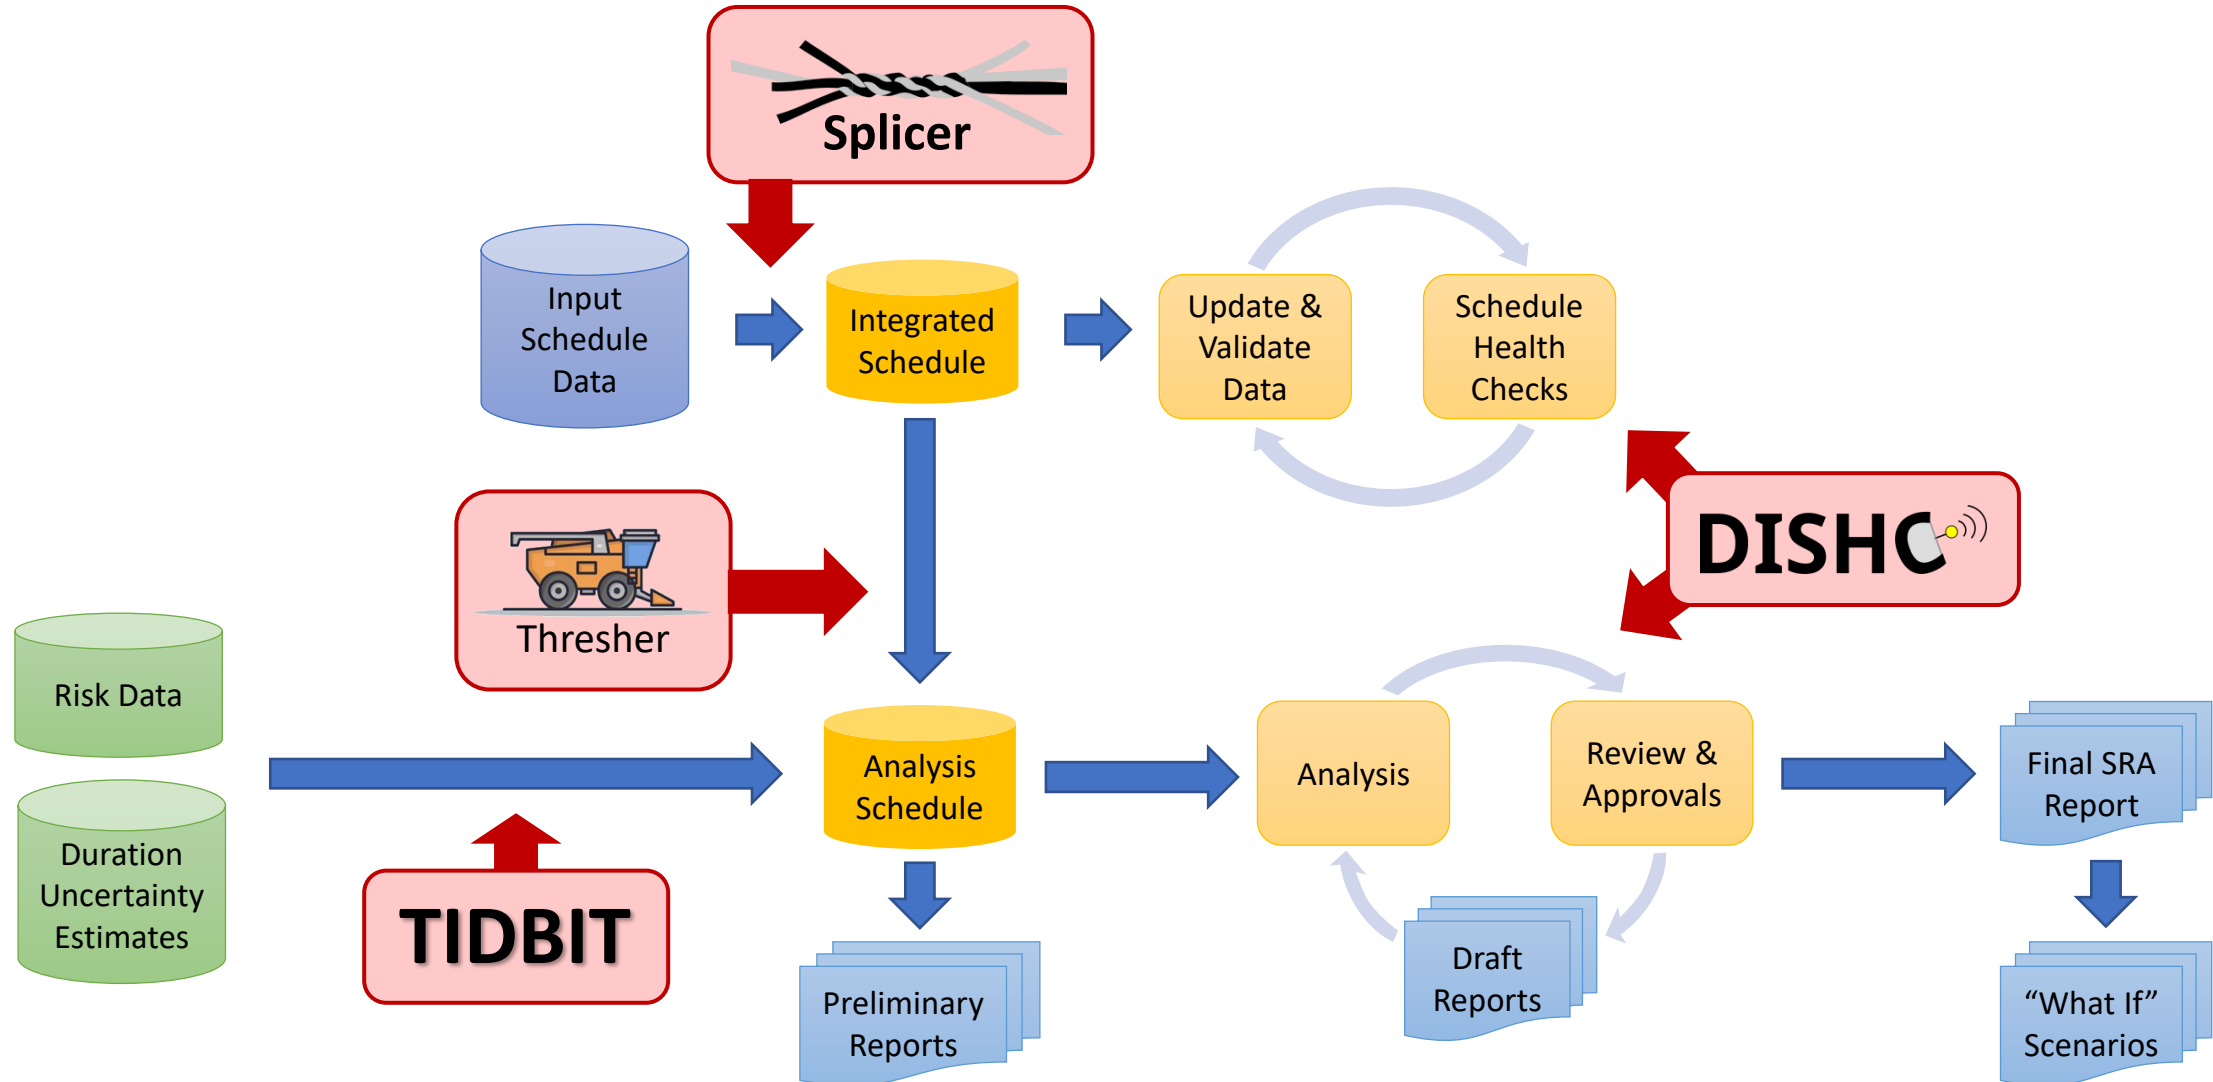 Splicer
Input
Schedule
Data
Integrated
Schedule
Update &
Validate
Data
Schedule
Health
Checks
Thresher
DISHC
Risk Data
Duration
Uncertainty
Estimates
TIDBIT
Analysis
Schedule
Analysis
Review &
Approvals
Final SRA
Report
Preliminary
Reports
Draft
Reports
“What If”
Scenarios